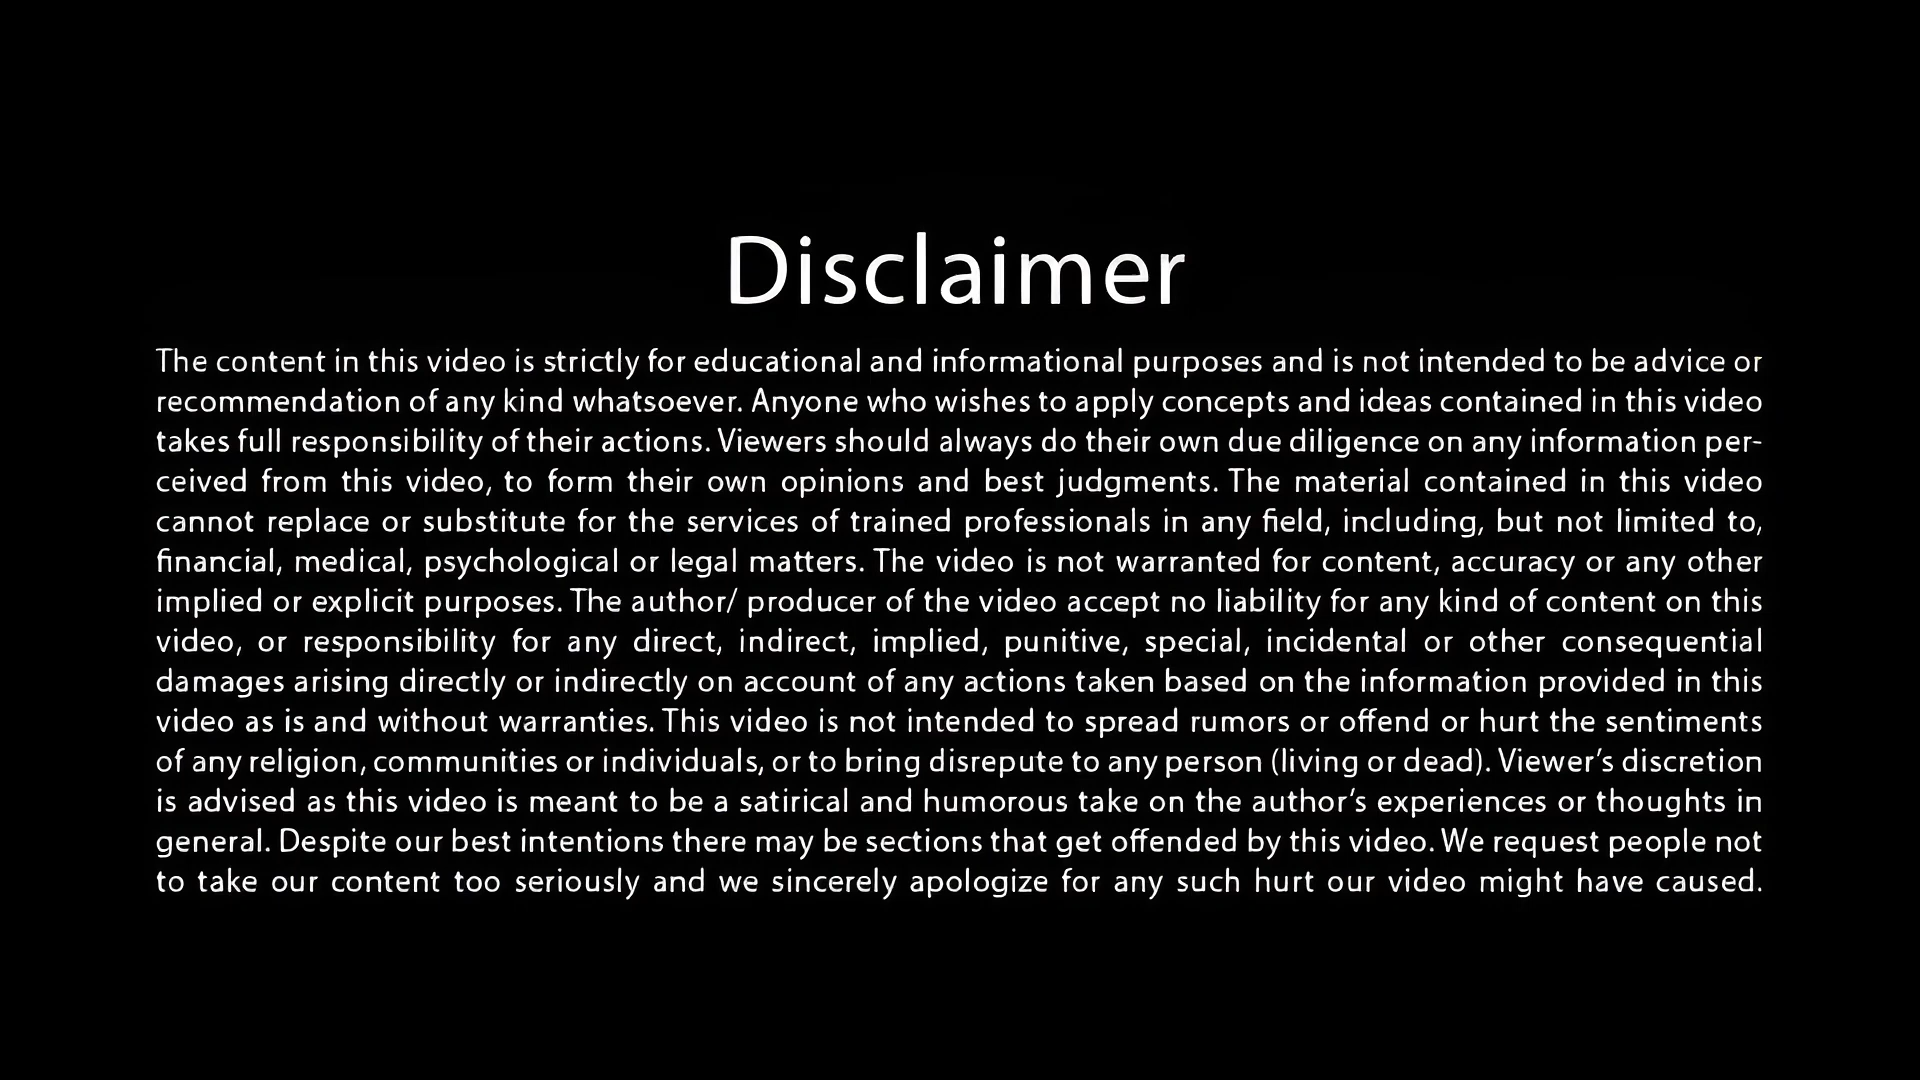 Disclaimer
The content in this video is strictly for educational and informational purposes and is not intended to be advice or
recommendation of any kind whatsoever. Anyone who wishes to apply concepts and ideas contained in this video
takes full responsibility of their actions. Viewers should always do their own due diligence on any information per-
ceived from this video, to form their own opinions and best judgments. The material contained in this video
cannot replace or substitute for the services of trained professionals in any field, including, but not limited to,
financial, medical, psychological or legal matters. The video is not warranted for content, accuracy or any other
implied or explicit purposes. The author/ producer of the video accept no liability for any kind of content on this
video, or responsibility for any direct, indirect, implied, punitive, special, incidental or other consequential
damages arising directly or indirectly on account of any actions taken based on the information provided in this
video as is and without warranties. This video is not intended to spread rumors or offend or hurt the sentiments
of any religion, communities or individuals, or to bring disrepute to any person (living or dead). Viewer’s discretion
is advised as this video is meant to be a satirical and humorous take on the author’s experiences or thoughts in
general. Despite our best intentions there may be sections that get offended by this video. We request people not
to take our content too seriously and we sincerely apologize for any such hurt our video might have caused.